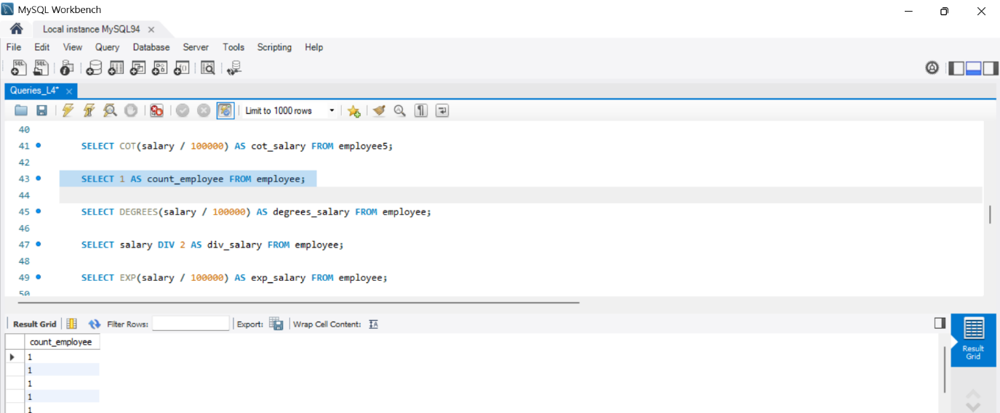 MySQL Workbench
Local instance MySQL94
File Edit View Query Database Server Tools Scripting Help
Queries_L4*
Limit to 1000 rows
40
41 SELECT COT(salary / 100000) AS cot_salary FROM employee5;
42
43 SELECT 1 AS count_employee FROM employee;
44
45 SELECT DEGREES(salary / 100000) AS degrees_salary FROM employee;
46
47 SELECT salary DIV 2 AS div_salary FROM employee;
48
49 SELECT EXP(salary / 100000) AS exp_salary FROM employee;
50
Result Grid Filter Rows: Export: Wrap Cell Content:
count_employee
1
1
1
1
1
Result
Grid